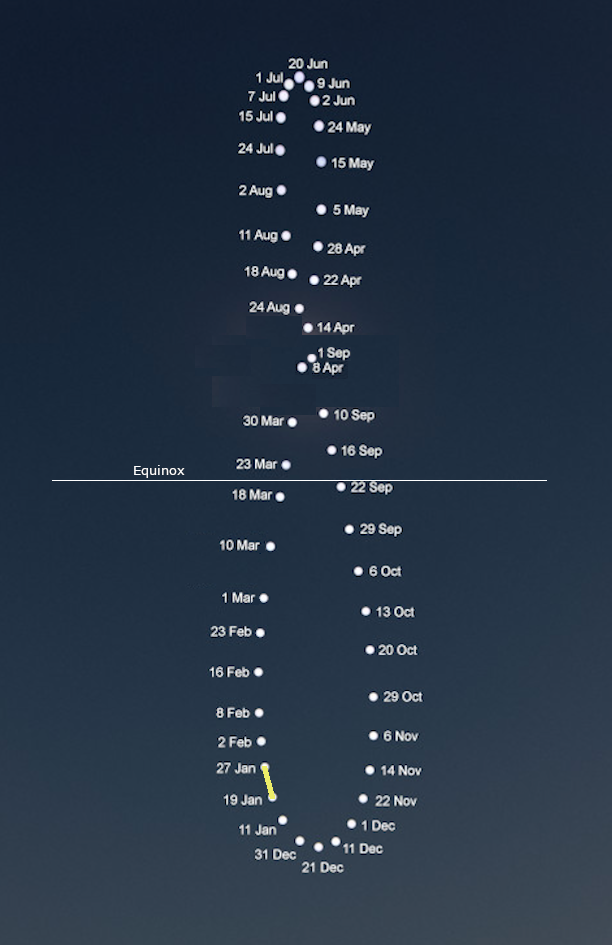 20 Jun
1 Jul
9 Jun
7 Jul
2 Jun
15 Jul
24 May
24 Jul
15 May
2 Aug
5 May
11 Aug
28 Apr
18 Aug
22 Apr
24 Aug
14 Apr
1 Sep
8 Apr
10 Sep
30 Mar
16 Sep
23 Mar
Equinox
22 Sep
18 Mar
29 Sep
10 Mar
6 Oct
1 Mar
13 Oct
23 Feb
20 Oct
16 Feb
29 Oct
8 Feb
6 Nov
2 Feb
27 Jan
14 Nov
19 Jan
22 Nov
11 Jan
1 Dec
31 Dec
11 Dec
21 Dec